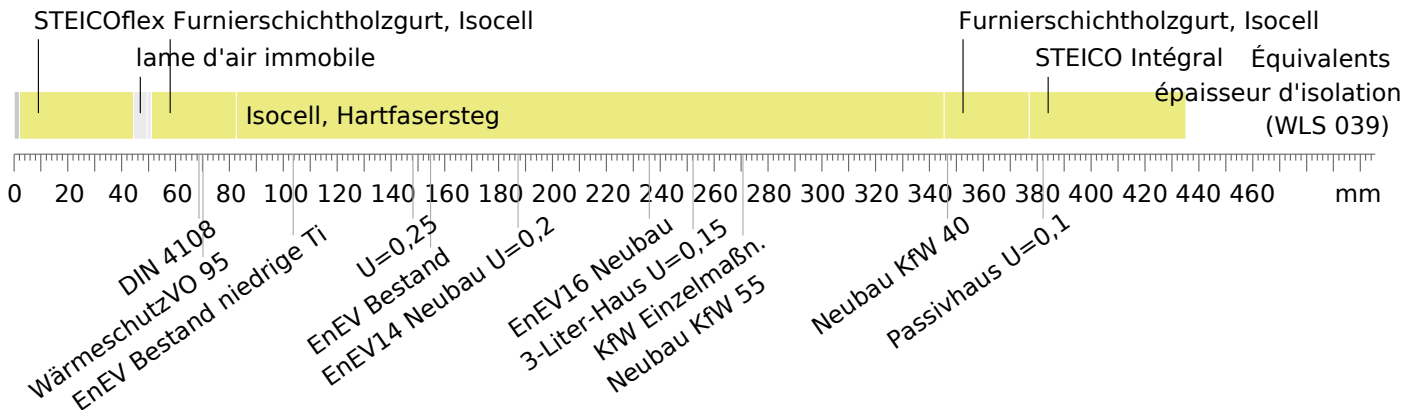 STEICOflex Furnierschichtholzgurt, Isocell
Furnierschichtholzgurt, Isocell
lame d'air immobile
STEICO Intégral
Équivalents
épaisseur d'isolation
(WLS 039)
Isocell, Hartfasersteg
0 20 40 60 80 100 120 140 160 180 200 220 240 260 280 300 320 340 360 380 400 420 440 460 mm
DIN 4108
WärmeschutzVO 95
EnEV Bestand niedrige Ti
U=0,25
EnEV Bestand
EnEV14 Neubau U=0,2
EnEV16 Neubau
3-Liter-Haus U=0,15
KfW Einzelmaßn.
Neubau KfW 55
Neubau KfW 40
Passivhaus U=0,1